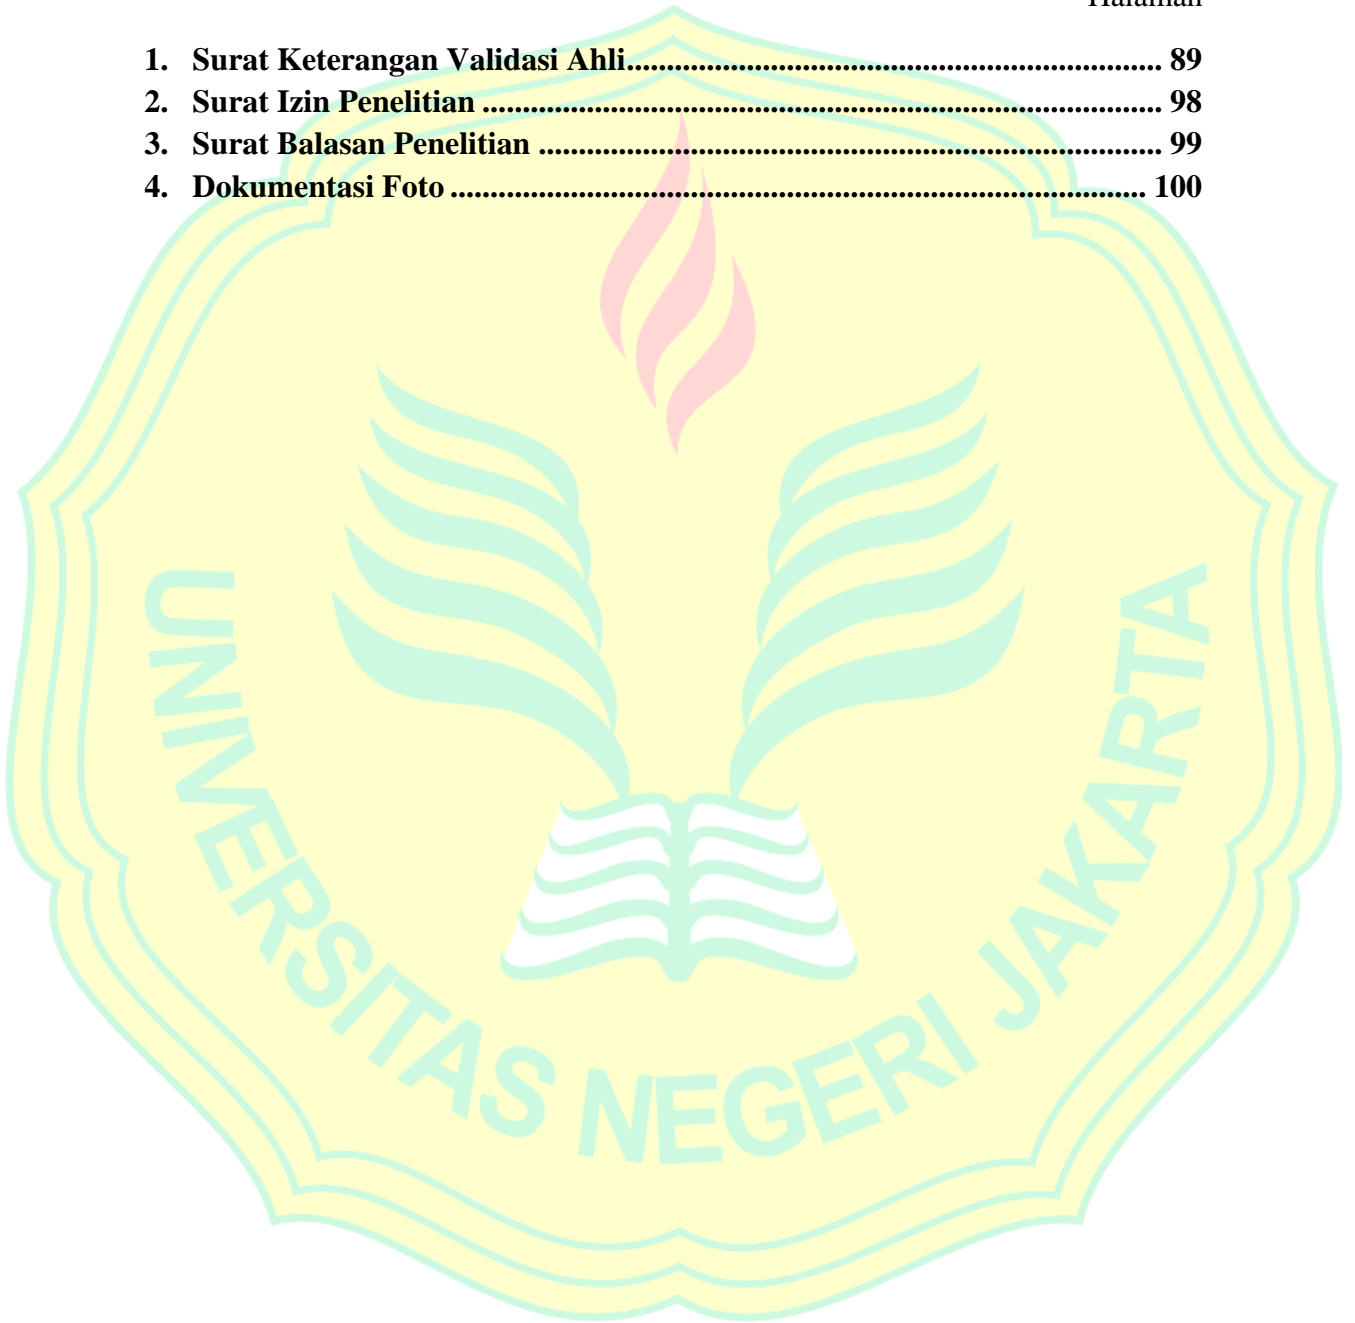 Halaman
1. Surat Keterangan Validasi Ahli.................................................................. 89
2. Surat Izin Penelitian .................................................................................... 98
3. Surat Balasan Penelitian ............................................................................. 99
4. Dokumentasi Foto ...................................................................................... 100
UNIVERSITAS NEGERI JAKARTA